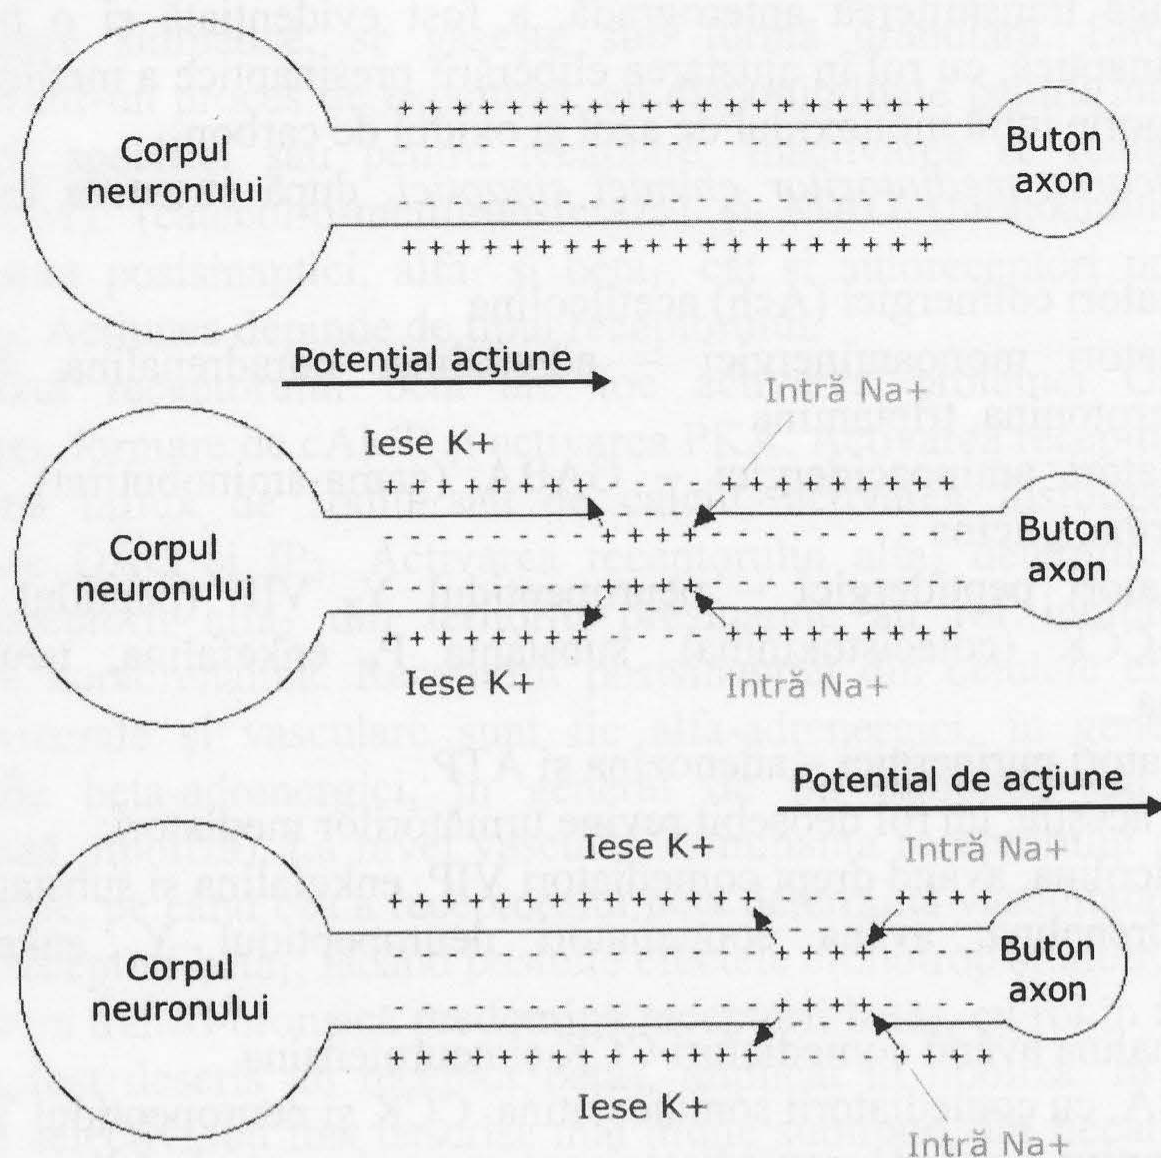 Corpul
neuronului
+ + + + + + + + + + + + + + + + + + + +
- - - - - - - - - - - - - - - - - - - -
- - - - - - - - - - - - - - - - - - - -
+ + + + + + + + + + + + + + + + + + + +
Buton
axon
Potenţial acţiune
Iese K+
Intră Na+
Corpul
neuronului
Buton
axon
Iese K+
Intră Na+
Potential de acţiune
Iese K+
Intră Na+
Corpul
neuronului
Buton
axon
Iese K+
Intră Na+